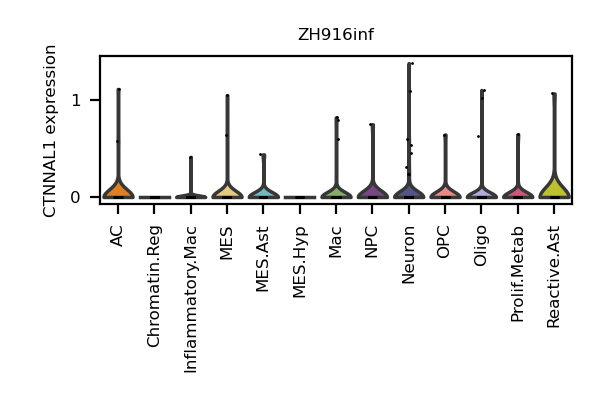 ZH916inf
CTNNAL1 expression
1
0
AC
Chromatin.Reg
Inflammatory.Mac
MES
MES.Ast
MES.Hyp
Mac
NPC
Neuron
OPC
Oligo
Prolif.Metab
Reactive.Ast